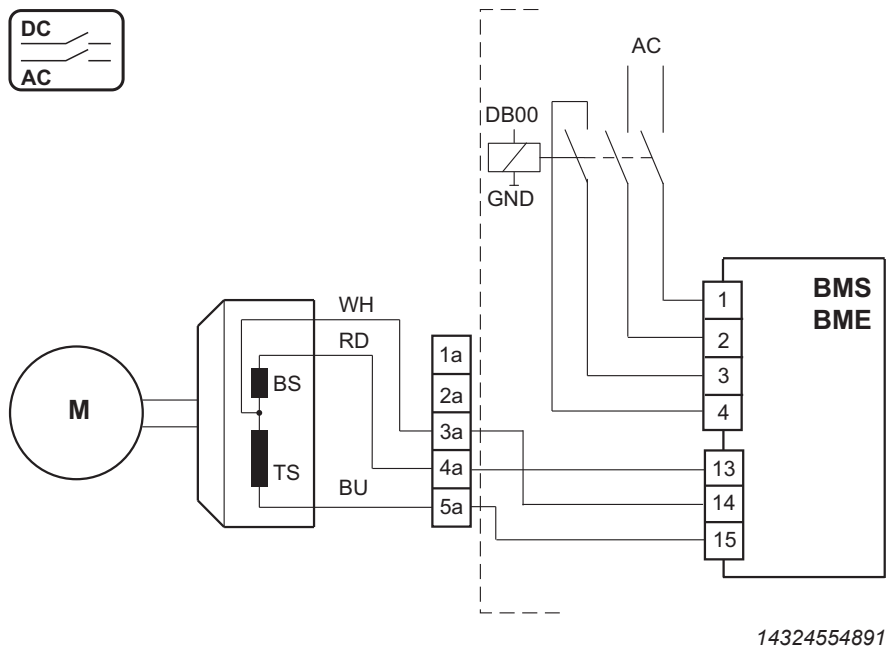 DC
AC
AC
DB00
GND
BMS
BME
1
2
3
4
WH
RD
BS
TS
BU
M
1a
2a
3a
4a
5a
13
14
15
14324554891